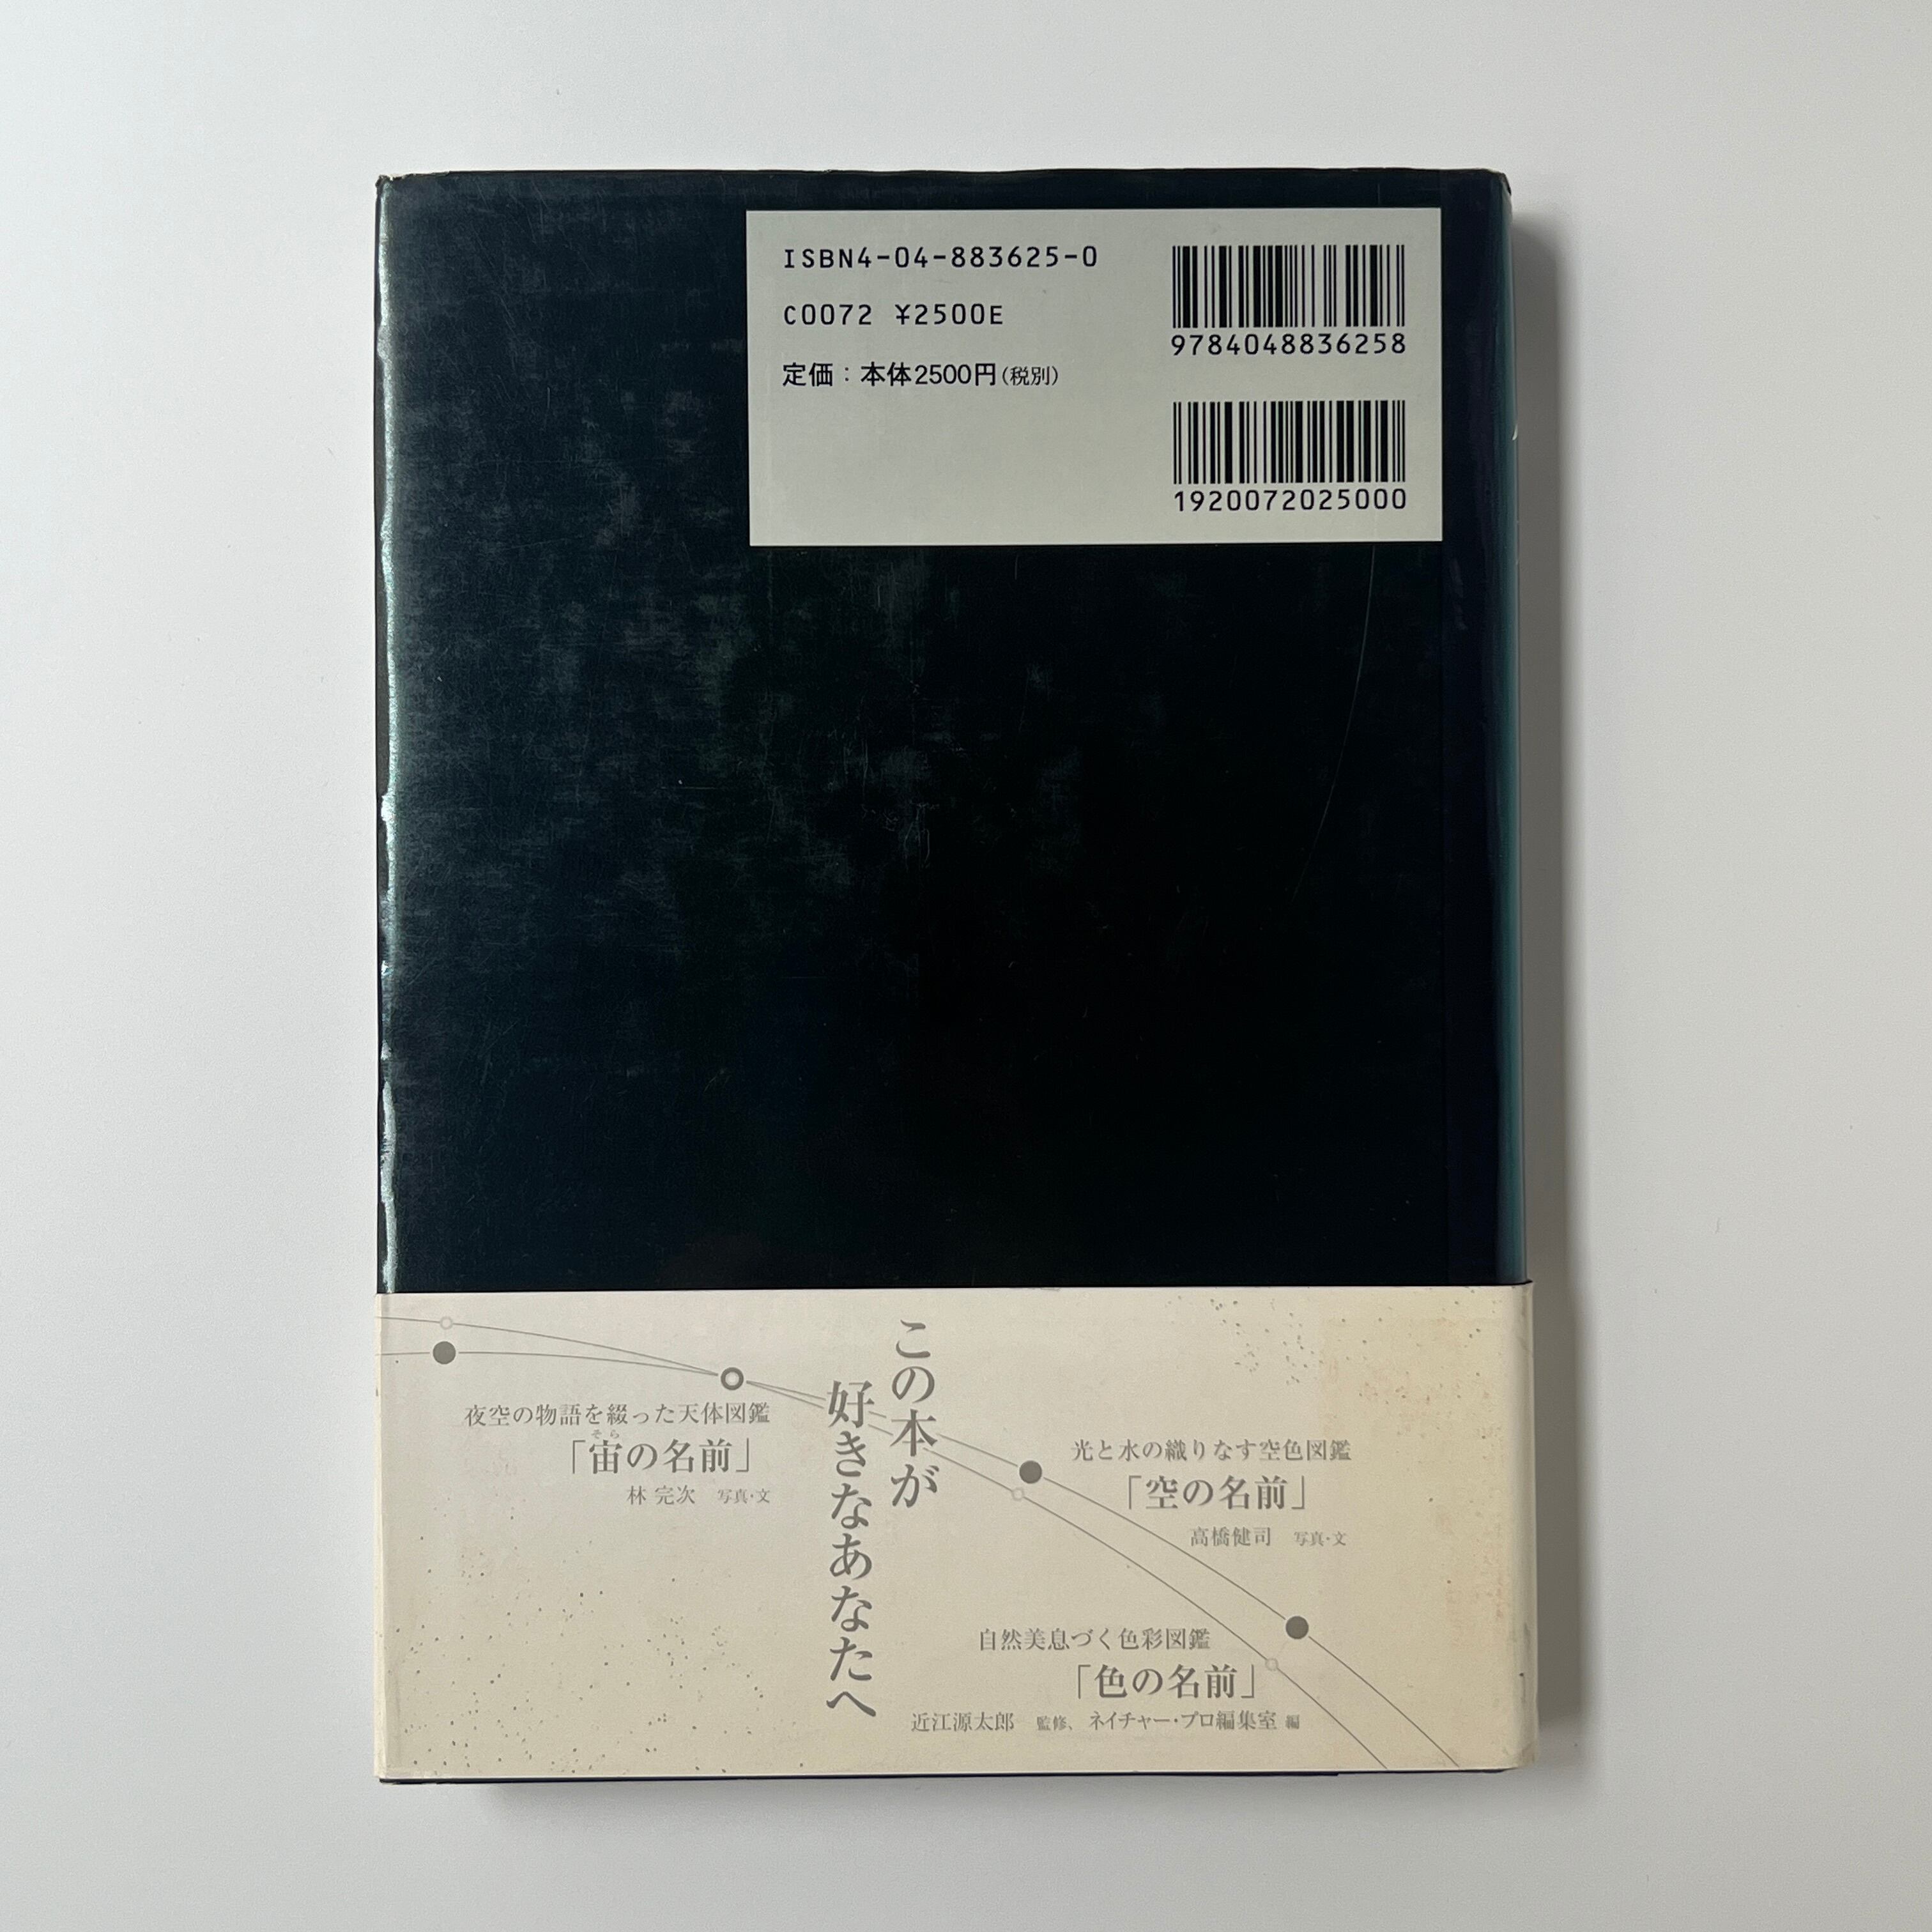 ISBN4-04-883625-0
C0072 ¥2500E
定価：本体2500円（税別）
9784048836258
1920072025000
この本が
好きなあなたへ
夜空の物語を綴った天体図鑑
そら
「宙の名前」
林 完次 写真・文
光と水の織りなす空色図鑑
「空の名前」
高橋健司 写真・文
自然美息づく色彩図鑑
「色の名前」
近江源太郎 監修、ネイチャー・プロ編集室 編